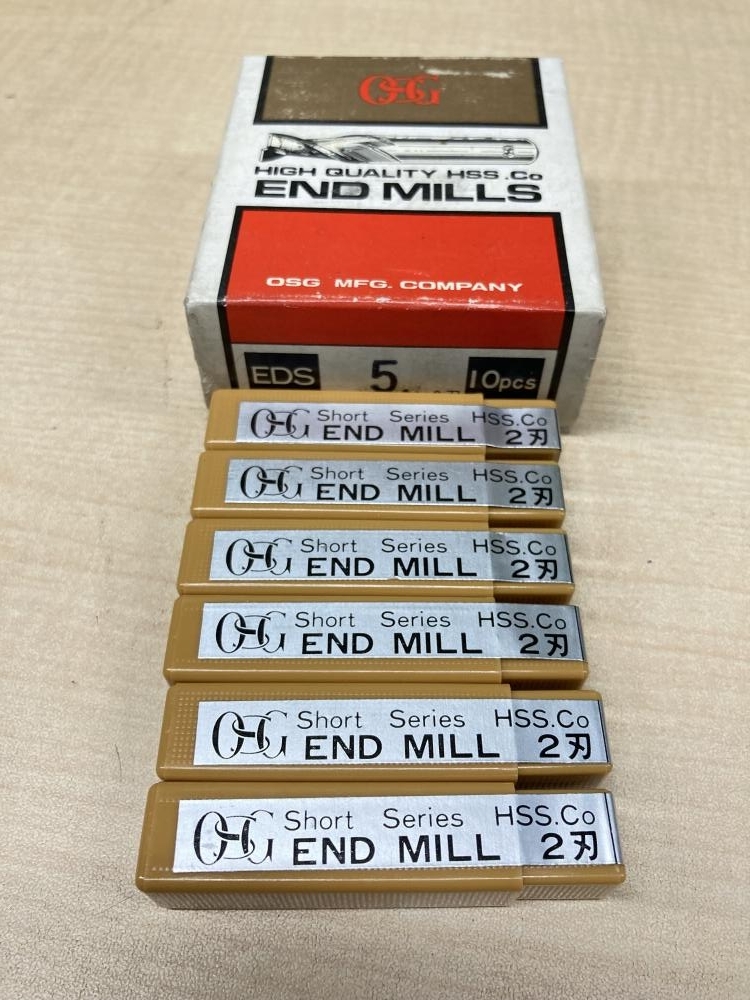 OSG
HIGH QUALITY HSS.Co
END MILLS
OSG MFG. COMPANY
EDS 5 10pcs
OSG Short Series HSS.Co
END MILL 2刃
OSG Short Series HSS.Co
END MILL 2刃
OSG Short Series HSS.Co
END MILL 2刃
OSG Short Series HSS.Co
END MILL 2刃
OSG Short Series HSS.Co
END MILL 2刃
OSG Short Series HSS.Co
END MILL 2刃